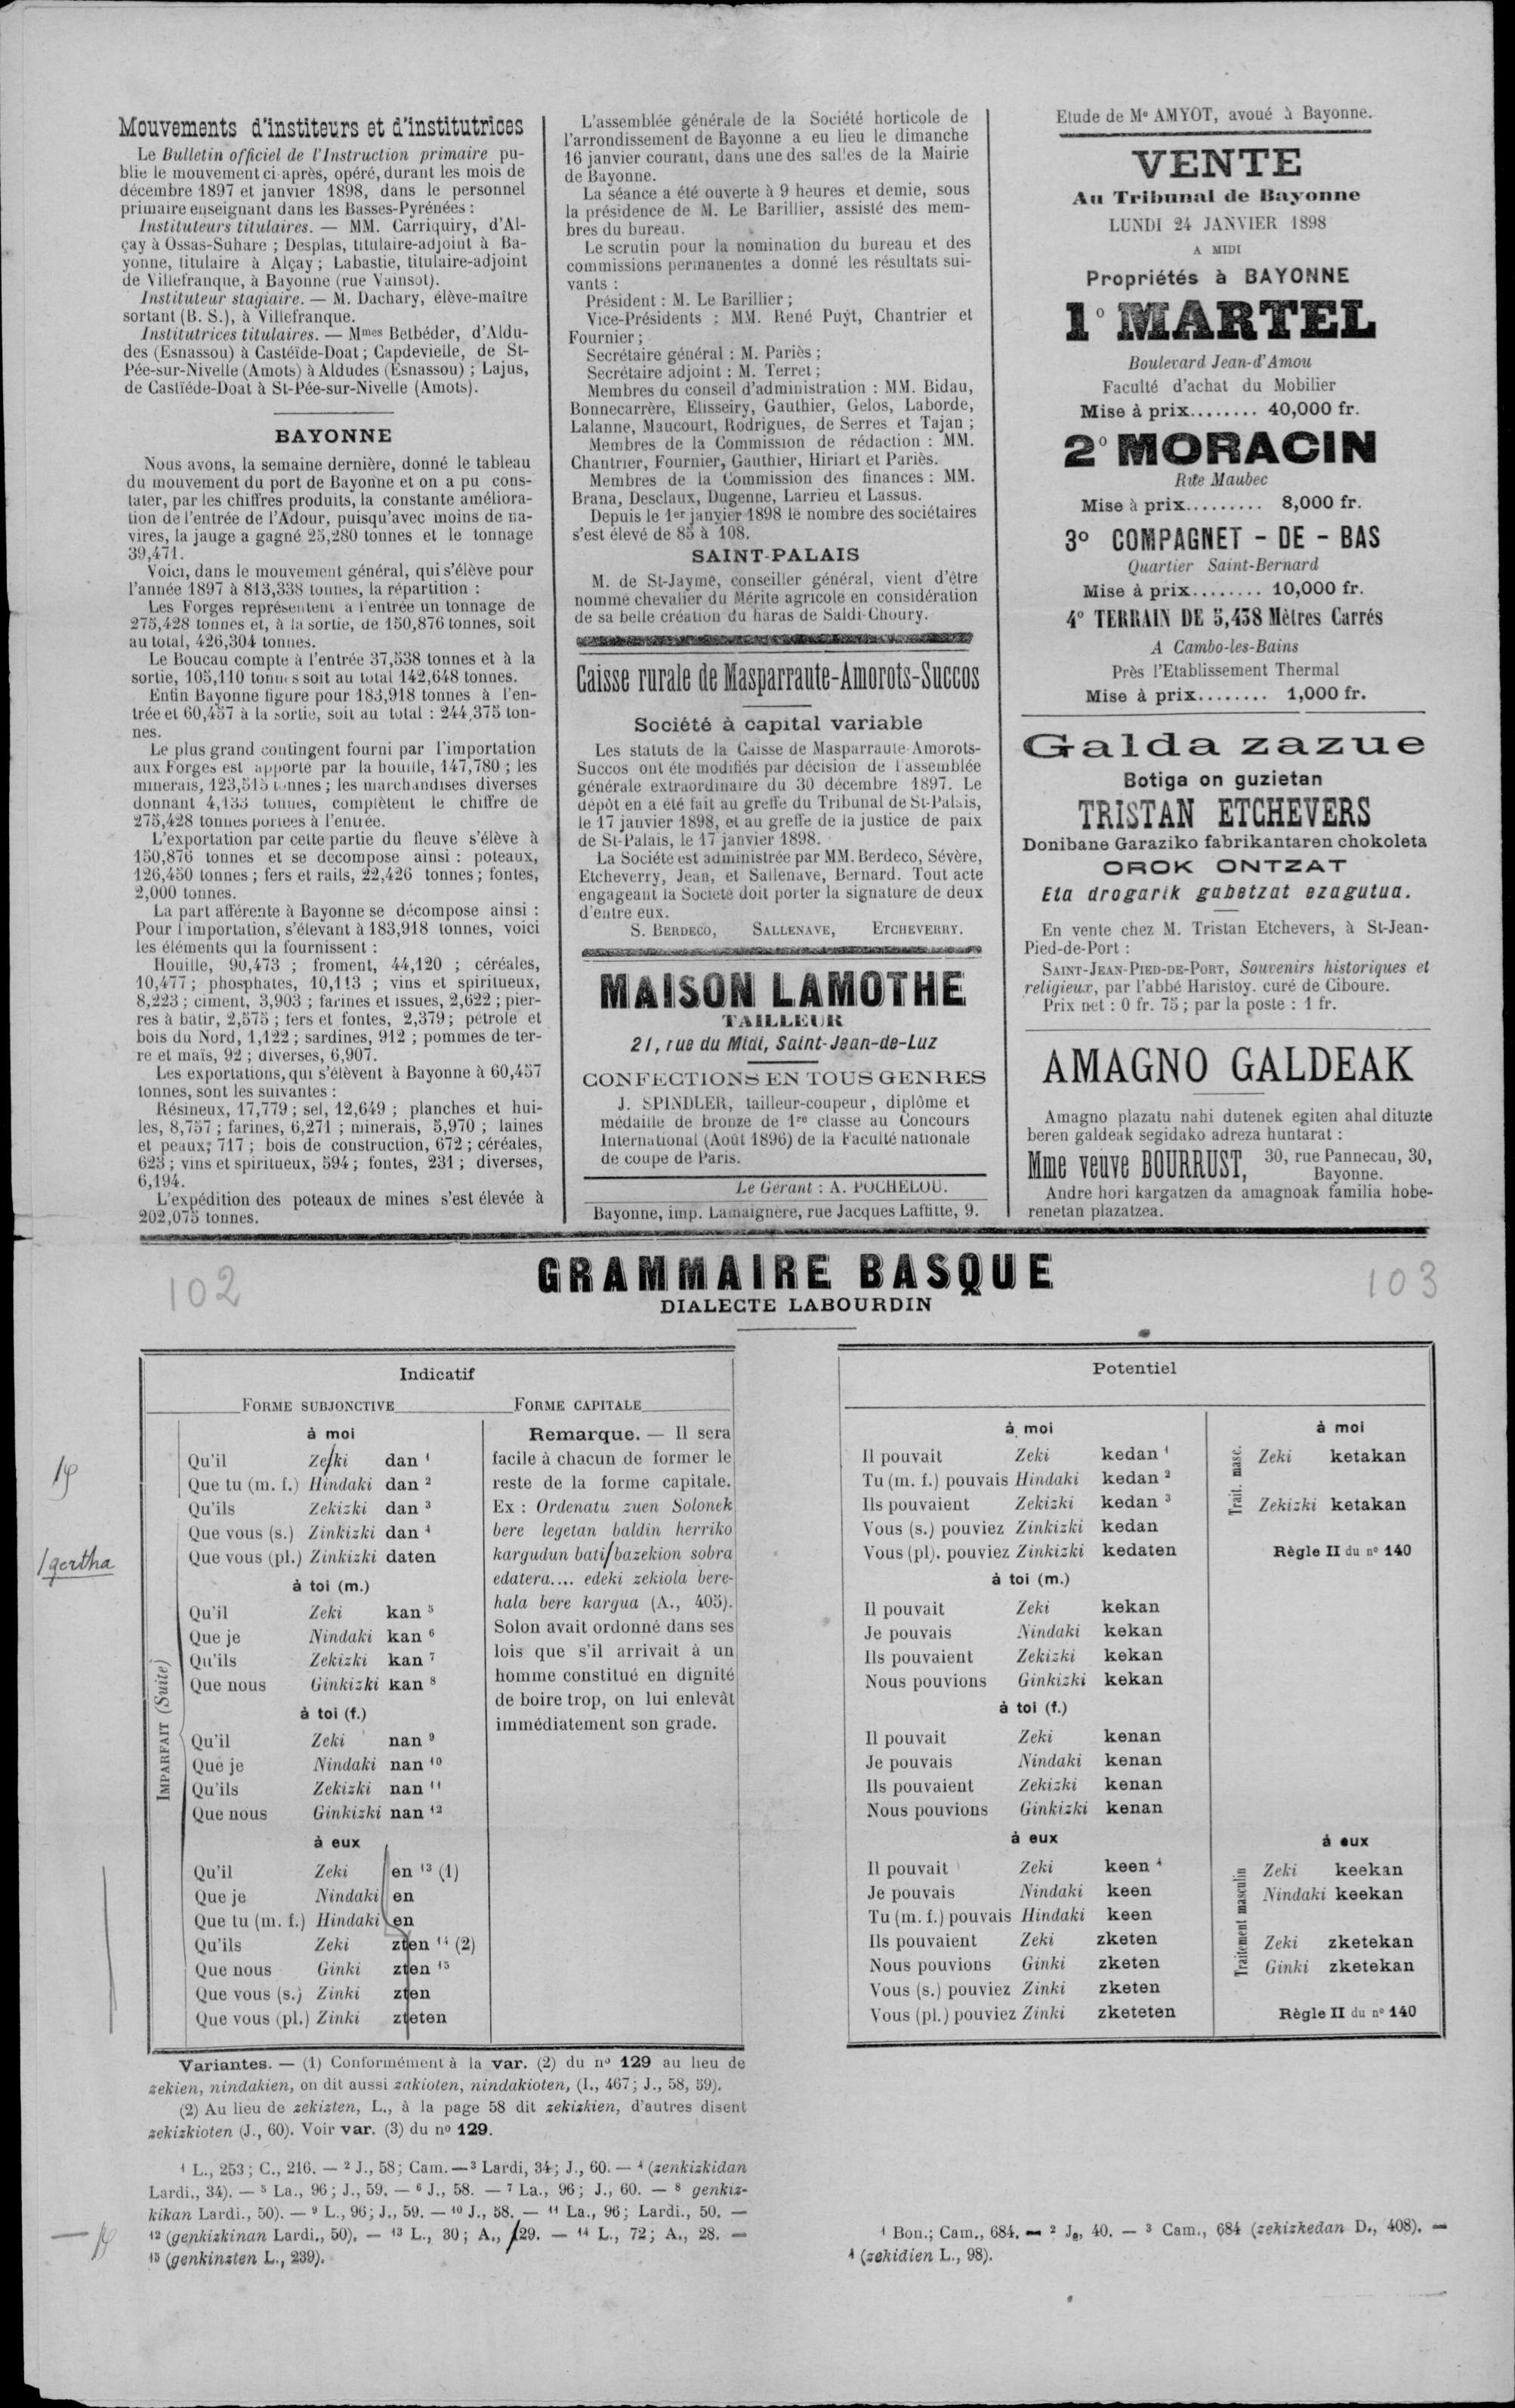 Mouvements d'institeurs et d'institutrices
Le Bulletin officiel de l'Instruction primaire pu-
blie le mouvement ci-après, opéré, durant les mois de
décembre 1897 et janvier 1898, dans le personnel
primaire enseignant dans les Basses-Pyrénées :
Instituteurs titulaires. — MM. Carriquiry, d'Al-
çay à Ossas-Suhare ; Desplas, titulaire-adjoint à Ba-
yonne, titulaire à Alçay ; Labastie, titulaire-adjoint
de Villefranque, à Bayonne (rue Vainsot).
Instituteur stagiaire. — M. Dachary, élève-maître
sortant (B. S.), à Villefranque.
Institutrices titulaires. — Mmes Betbéder, d'Aldu-
des (Esnassou) à Castéïde-Doat ; Capdevielle, de St-
Pée-sur-Nivelle (Amots) à Aldudes (Esnassou) ; Lajus,
de Castïéde-Doat à St-Pée-sur-Nivelle (Amots).
BAYONNE
Nous avons, la semaine dernière, donné le tableau
du mouvement du port de Bayonne et on a pu cons-
tater, par les chiffres produits, la constante améliora-
tion de l'entrée de l'Adour, puisqu'avec moins de na-
vires, la jauge a gagné 25,280 tonnes et le tonnage
39,471.
Voici, dans le mouvement général, qui s'élève pour
l'année 1897 à 813,338 tonnes, la répartition :
Les Forges représentent à l'entrée un tonnage de
275,428 tonnes et, à la sortie, de 150,876 tonnes, soit
au total, 426,304 tonnes.
Le Boucau compte à l'entrée 37,538 tonnes et à la
sortie, 105,110 tonnes soit au total 142,648 tonnes.
Enfin Bayonne figure pour 183,918 tonnes à l'en-
trée et 60,457 à la sortie, soit au total : 244,375 ton-
nes.
Le plus grand contingent fourni par l'importation
aux Forges est apporté par la houille, 147,780 ; les
minerais, 123,515 tonnes ; les marchandises diverses
donnant 4,133 tonnes, complètent le chiffre de
275,428 tonnes portées à l'entrée.
L'exportation par cette partie du fleuve s'élève à
150,876 tonnes et se décompose ainsi : poteaux,
126,450 tonnes ; fers et rails, 22,426 tonnes ; fontes,
2,000 tonnes.
La part afférente à Bayonne se décompose ainsi :
Pour l'importation, s'élevant à 183,918 tonnes, voici
les éléments qui la fournissent :
Houille, 90,473 ; froment, 44,120 ; céréales,
10,477 ; phosphates, 10,113 ; vins et spiritueux,
8,223 ; ciment, 3,903 ; farines et issues, 2,622 ; pier-
res à bâtir, 2,575 ; fers et fontes, 2,379 ; pétrole et
bois du Nord, 1,122 ; sardines, 912 ; pommes de ter-
re et maïs, 92 ; diverses, 6,907.
Les exportations, qui s'élèvent à Bayonne à 60,457
tonnes, sont les suivantes :
Résineux, 17,779 ; sel, 12,649 ; planches et hui-
les, 8,757 ; farines, 6,271 ; minerais, 5,970 ; laines
et peaux, 717 ; bois de construction, 672 ; céréales,
623 ; vins et spiritueux, 594 ; fontes, 231 ; diverses,
6,194.
L'expédition des poteaux de mines s'est élevée à
202,075 tonnes.
L'assemblée générale de la Société horticole de
l'arrondissement de Bayonne a eu lieu le dimanche
16 janvier courant, dans une des salles de la Mairie
de Bayonne.
La séance a été ouverte à 9 heures et demie, sous
la présidence de M. Le Barillier, assisté des mem-
bres du bureau.
Le scrutin pour la nomination du bureau et des
commissions permanentes a donné les résultats sui-
vants :
Président : M. Le Barillier ;
Vice-Présidents : MM. René Puyt, Chantrier et
Fournier ;
Secrétaire général : M. Pariès ;
Secrétaire adjoint : M. Terret ;
Membres du conseil d'administration : MM. Bidau,
Bonnecarrère, Elisseiry, Gauthier, Gelos, Laborde,
Lalanne, Maucourt, Rodrigues, de Serres et Tajan ;
Membres de la Commission de rédaction : MM.
Chantrier, Fournier, Gauthier, Hiriart et Pariès.
Membres de la Commission des finances : MM.
Brana, Desclaux, Dugenne, Larrieu et Lassus.
Depuis le 1er janvier 1898 le nombre des sociétaires
s'est élevé de 85 à 108.
SAINT-PALAIS
M. de St-Jayme, conseiller général, vient d'être
nommé chevalier du Mérite agricole en considération
de sa belle création du haras de Saldi-Choury.
Caisse rurale de Masparraute-Amorots-Succos
Société à capital variable
Les statuts de la Caisse de Masparraute-Amorots-
Succos ont été modifiés par décision de l'assemblée
générale extraordinaire du 30 décembre 1897. Le
dépôt en a été fait au greffe du Tribunal de St-Palais,
le 17 janvier 1898, et au greffe de la justice de paix
de St-Palais, le 17 janvier 1898.
La Société est administrée par MM. Berdeco, Sévère,
Etcheverry, Jean, et Sallenave, Bernard. Tout acte
engageant la Société doit porter la signature de deux
d'entre eux.
S. BERDECO, SALLENAVE, ETCHEVERRY.
MAISON LAMOTHE
TAILLEUR
21, rue du Midi, Saint-Jean-de-Luz
CONFECTIONS EN TOUS GENRES
J. SPINDLER, tailleur-coupeur, diplôme et
médaille de bronze de 1re classe au Concours
International (Août 1896) de la Faculté nationale
de coupe de Paris.
Le Gérant : A. POCHELOU.
Bayonne, imp. Lamaignère, rue Jacques Laffitte, 9.
Etude de Me AMYOT, avoué à Bayonne.
VENTE
Au Tribunal de Bayonne
LUNDI 24 JANVIER 1898
A MIDI
Propriétés à BAYONNE
1° MARTEL
Boulevard Jean-d'Amou
Faculté d'achat du Mobilier
Mise à prix........ 40,000 fr.
2° MORACIN
Rue Maubec
Mise à prix......... 8,000 fr.
3° COMPAGNET - DE - BAS
Quartier Saint-Bernard
Mise à prix........ 10,000 fr.
4° TERRAIN DE 5,438 Mètres Carrés
A Cambo-les-Bains
Près l'Etablissement Thermal
Mise à prix........ 1,000 fr.
Galda zazue
Botiga on guzietan
TRISTAN ETCHEVERS
Donibane Garaziko fabrikantaren chokoleta
OROK ONTZAT
Eta drogarik gabetzat ezagutua.
En vente chez M. Tristan Etchevers, à St-Jean-
Pied-de-Port :
SAINT-JEAN-PIED-DE-PORT, Souvenirs historiques et
religieux, par l'abbé Haristoy. curé de Ciboure.
Prix net : 0 fr. 75 ; par la poste : 1 fr.
AMAGNO GALDEAK
Amagno plazatu nahi dutenek egiten ahal dituzte
beren galdeak segidako adreza huntarat :
Mme veuve BOURRUST, 30, rue Pannecau, 30,
Bayonne.
Andre hori kargatzen da amagnoak familia hobe-
renetan plazatzea.
GRAMMAIRE BASQUE
DIALECTE LABOURDIN
102
103
Indicatif
FORME SUBJONCTIVE FORME CAPITALE
IMPARFAIT (Suite)
à moi
Qu'il Zeki dan 1
Que tu (m. f.) Hindaki dan 2
Qu'ils Zekizki dan 3
Que vous (s.) Zinkizki dan 4
Que vous (pl.) Zinkizki daten
à toi (m.)
Qu'il Zeki kan 5
Que je Nindaki kan 6
Qu'ils Zekizki kan 7
Que nous Ginkizki kan 8
à toi (f.)
Qu'il Zeki nan 9
Que je Nindaki nan 10
Qu'ils Zekizki nan 11
Que nous Ginkizki nan 12
à eux
Qu'il Zeki en 13 (1)
Que je Nindaki en
Que tu (m. f.) Hindaki en
Qu'ils Zeki zten 14 (2)
Que nous Ginki zten 15
Que vous (s.) Zinki zten
Que vous (pl.) Zinki zteten
Remarque. — Il sera
facile à chacun de former le
reste de la forme capitale.
Ex : Ordenatu zuen Solonek
bere legetan baldin herriko
kargudun bati/bazekion sobra
edatera.... edeki zekiola bere-
hala bere kargua (A., 405).
Solon avait ordonné dans ses
lois que s'il arrivait à un
homme constitué en dignité
de boire trop, on lui enlevât
immédiatement son grade.
/gertha
Variantes. — (1) Conformément à la var. (2) du no 129 au lieu de
zekien, nindakien, on dit aussi zakioten, nindakioten, (I., 467; J., 58, 59).
(2) Au lieu de zekizten, L., à la page 58 dit zekizkien, d'autres disent
zekizkioten (J., 60). Voir var. (3) du no 129.
1 L., 253; C., 216. — 2 J., 58; Cam. — 3 Lardi, 34; J., 60. — 4 (zenkizkidan
Lardi., 34). — 5 La., 96; J., 59. — 6 J., 58. — 7 La., 96; J., 60. — 8 genkiz-
kikan Lardi., 50). — 9 L., 96; J., 59. — 10 J., 58. — 11 La., 96; Lardi., 50. —
12 (genkizkinan Lardi., 50). — 13 L., 30; A., 129. — 14 L., 72; A., 28. —
15 (genkinzten L., 239).
Potentiel
à moi
Il pouvait Zeki kedan 1
Tu (m. f.) pouvais Hindaki kedan 2
Ils pouvaient Zekizki kedan 3
Vous (s.) pouviez Zinkizki kedan
Vous (pl). pouviez Zinkizki kedaten
à toi (m.)
Il pouvait Zeki kekan
Je pouvais Nindaki kekan
Ils pouvaient Zekizki kekan
Nous pouvions Ginkizki kekan
à toi (f.)
Il pouvait Zeki kenan
Je pouvais Nindaki kenan
Ils pouvaient Zekizki kenan
Nous pouvions Ginkizki kenan
à eux
Il pouvait Zeki keen 4
Je pouvais Nindaki keen
Tu (m. f.) pouvais Hindaki keen
Ils pouvaient Zeki zketen
Nous pouvions Ginki zketen
Vous (s.) pouviez Zinki zketen
Vous (pl.) pouviez Zinki zketeten
à moi
Trait. masc.
Zeki ketakan
Zekizki ketakan
Règle II du no 140
à eux
Traitement masculin
Zeki keekan
Nindaki keekan
Zeki zketekan
Ginki zketekan
Règle II du no 140
1 Bon.; Cam., 684. — 2 Je, 40. — 3 Cam., 684 (zekizkedan D., 408). —
4 (zekidien L., 98).